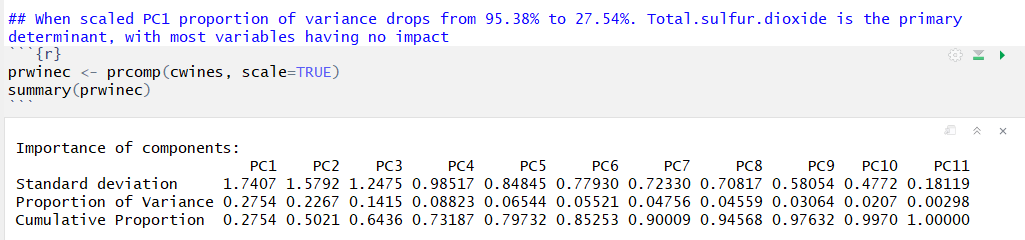 ## When scaled PC1 proportion of variance drops from 95.38% to 27.54%. Total.sulfur.dioxide is the primary
determinant, with most variables having no impact
```{r}
prwinec <- prcomp(cwines, scale=TRUE)
summary(prwinec)
```
Importance of components:
                          PC1    PC2    PC3     PC4     PC5     PC6     PC7     PC8     PC9   PC10    PC11
Standard deviation     1.7407 1.5792 1.2475 0.98517 0.84845 0.77930 0.72330 0.70817 0.58054 0.4772 0.18119
Proportion of Variance 0.2754 0.2267 0.1415 0.08823 0.06544 0.05521 0.04756 0.04559 0.03064 0.0207 0.00298
Cumulative Proportion  0.2754 0.5021 0.6436 0.73187 0.79732 0.85253 0.90009 0.94568 0.97632 0.9970 1.00000